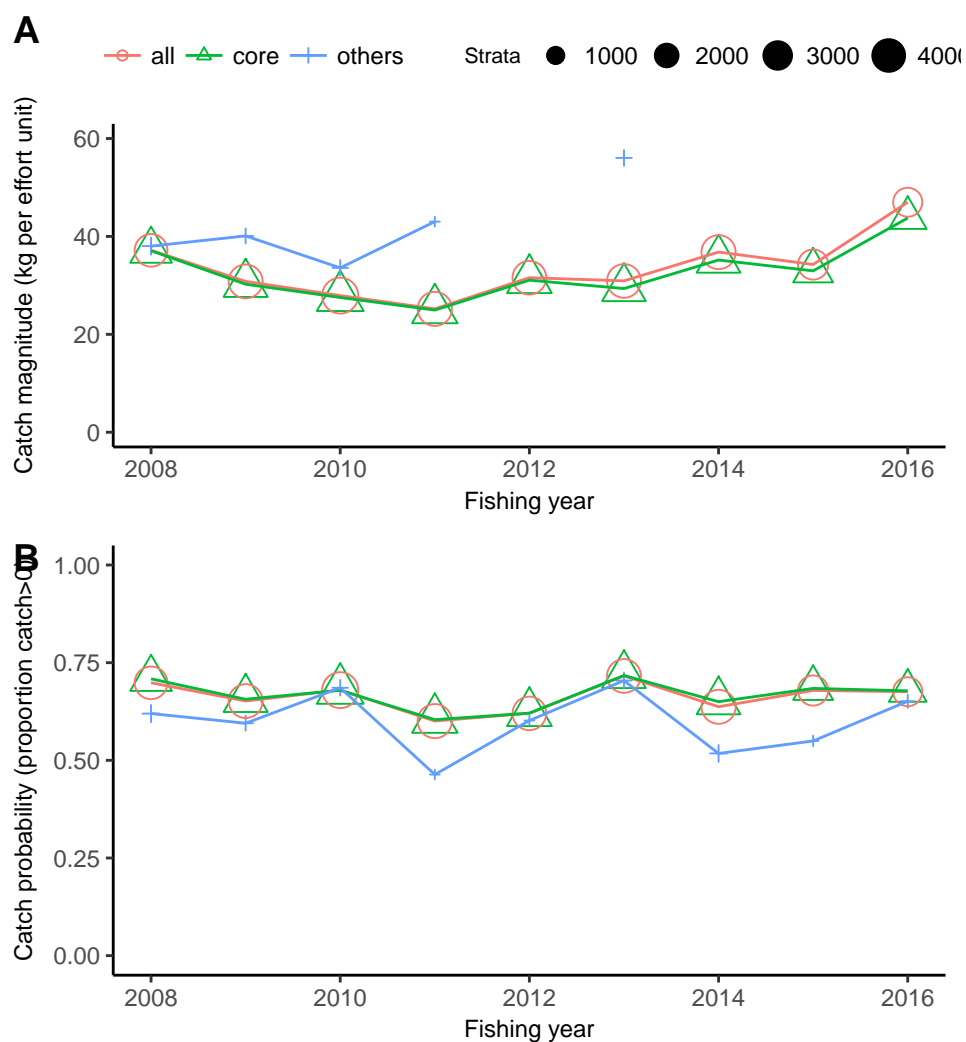 A
all core others Strata 1000 2000 3000 4000
Catch magnitude (kg per effort unit)
60
40
20
0
2008 2010 2012 2014 2016
Fishing year
B
Catch probability (proportion catch>0)
1.00
0.75
0.50
0.25
0.00
2008 2010 2012 2014 2016
Fishing year